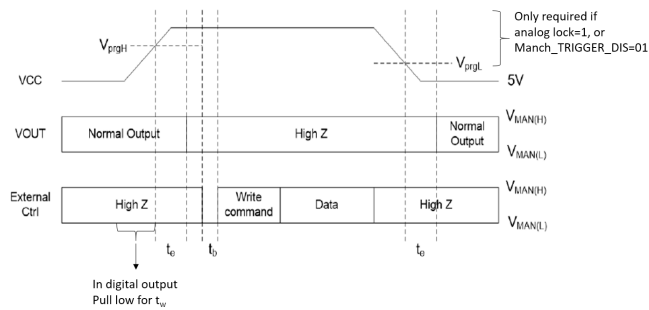 Only required if
analog lock=1, or
Manch_TRIGGER_DIS=01
VprgH
VprgL
VCC
5V
VOUT
Normal Output
High Z
Normal
Output
VMAN(H)
VMAN(L)
External
Ctrl
High Z
Write
command
Data
High Z
VMAN(H)
VMAN(L)
te
tb
te
In digital output
Pull low for tw